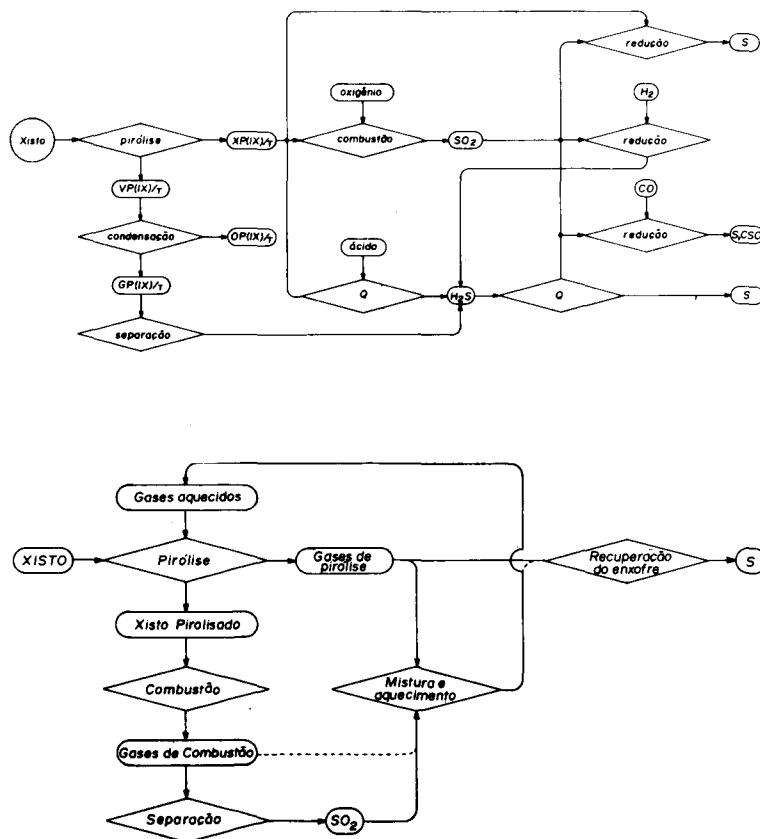 redução
S
oxigênio
H₂
Xisto
pirólise
XP(IX)/T
combustão
SO₂
redução
VP(IX)/T
CO
condensação
OP(IX)/T
redução
S,CSO
ácido
GP(IX)/T
Q
H₂S
Q
S
separação
Gases aquecidos
XISTO
Pirólise
Gases de
pirólise
Recuperação
do enxofre
S
Xisto Pirolisado
Combustão
Mistura e
aquecimento
Gases de Combustão
Separação
SO₂